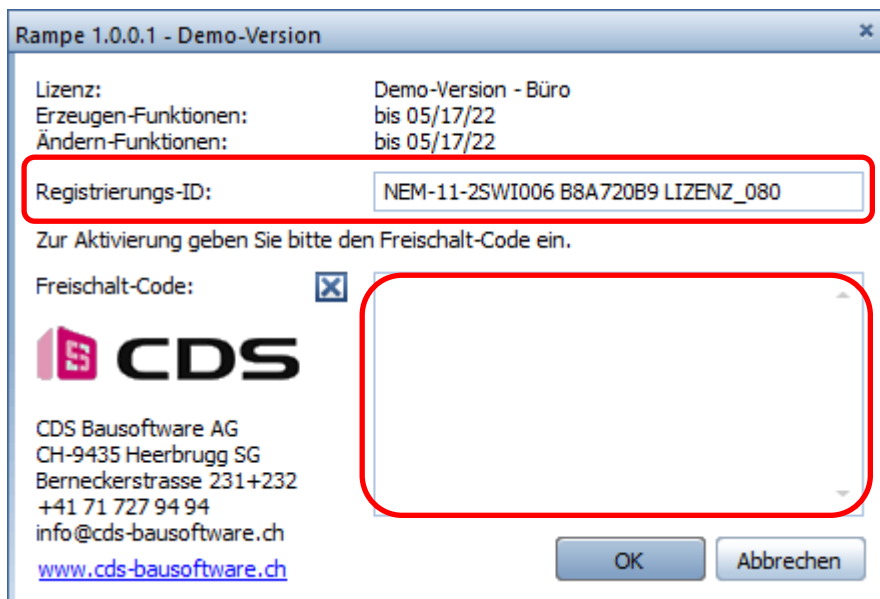 Rampe 1.0.0.1 - Demo-Version
Lizenz: Demo-Version - Büro
Erzeugen-Funktionen: bis 05/17/22
Ändern-Funktionen: bis 05/17/22
Registrierungs-ID: NEM-11-2SWI006 B8A720B9 LIZENZ_080
Zur Aktivierung geben Sie bitte den Freischalt-Code ein.
Freischalt-Code:
CDS
CDS Bausoftware AG
CH-9435 Heerbrugg SG
Berneckerstrasse 231+232
+41 71 727 94 94
info@cds-bausoftware.ch
www.cds-bausoftware.ch
OK Abbrechen